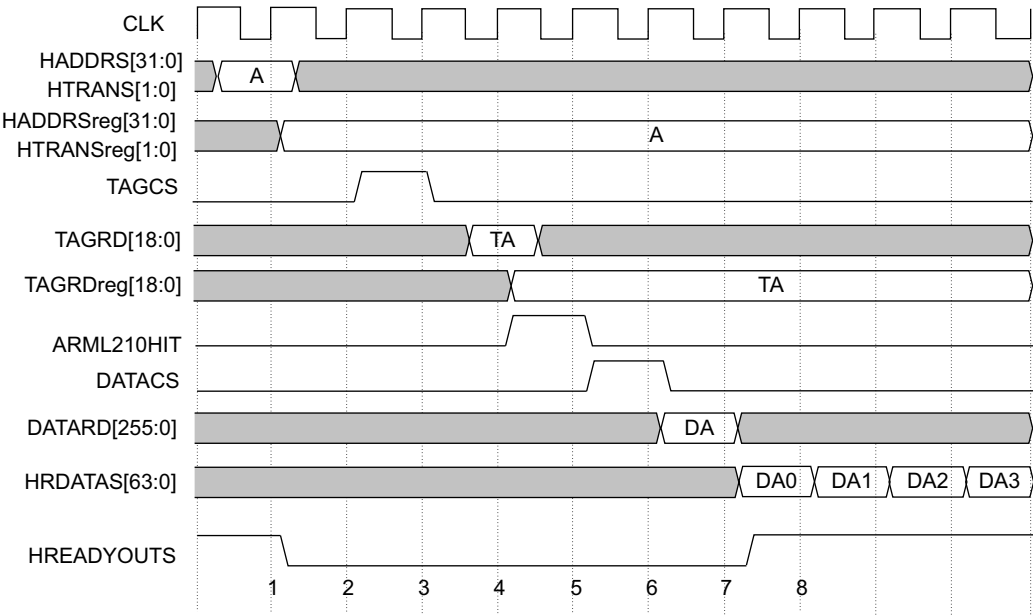 CLK
HADDRS[31:0]
A
HTRANS[1:0]
HADDRSreg[31:0]
A
HTRANSreg[1:0]
TAGCS
TAGRD[18:0]
TA
TAGRDreg[18:0]
TA
ARML210HIT
DATACS
DATARD[255:0]
DA
HRDATAS[63:0]
DA0 DA1 DA2 DA3
HREADYOUTS
1 2 3 4 5 6 7 8